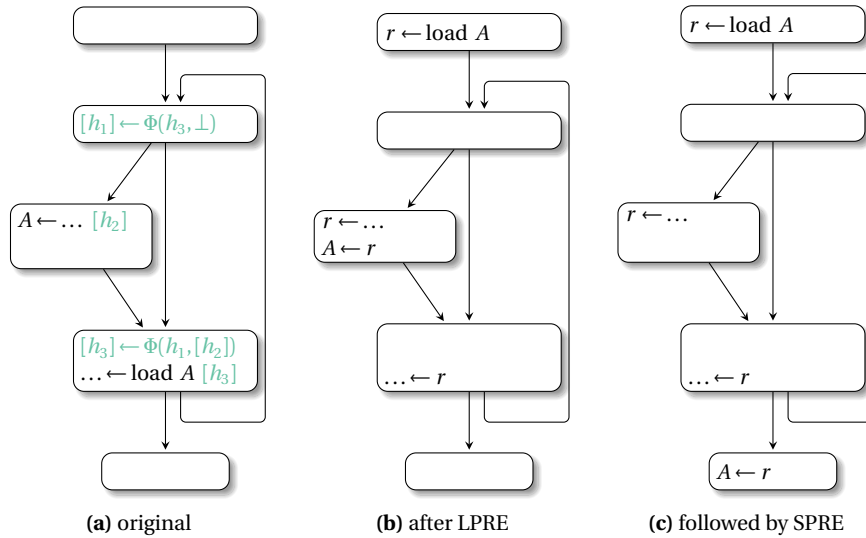 [h₁] ← Φ(h₃,⊥)
A ← … [h₂]
[h₃] ← Φ(h₁,[h₂])
… ← load A [h₃]
(a) original
r ← load A
r ← …
A ← r
… ← r
(b) after LPRE
r ← load A
r ← …
… ← r
A ← r
(c) followed by SPRE